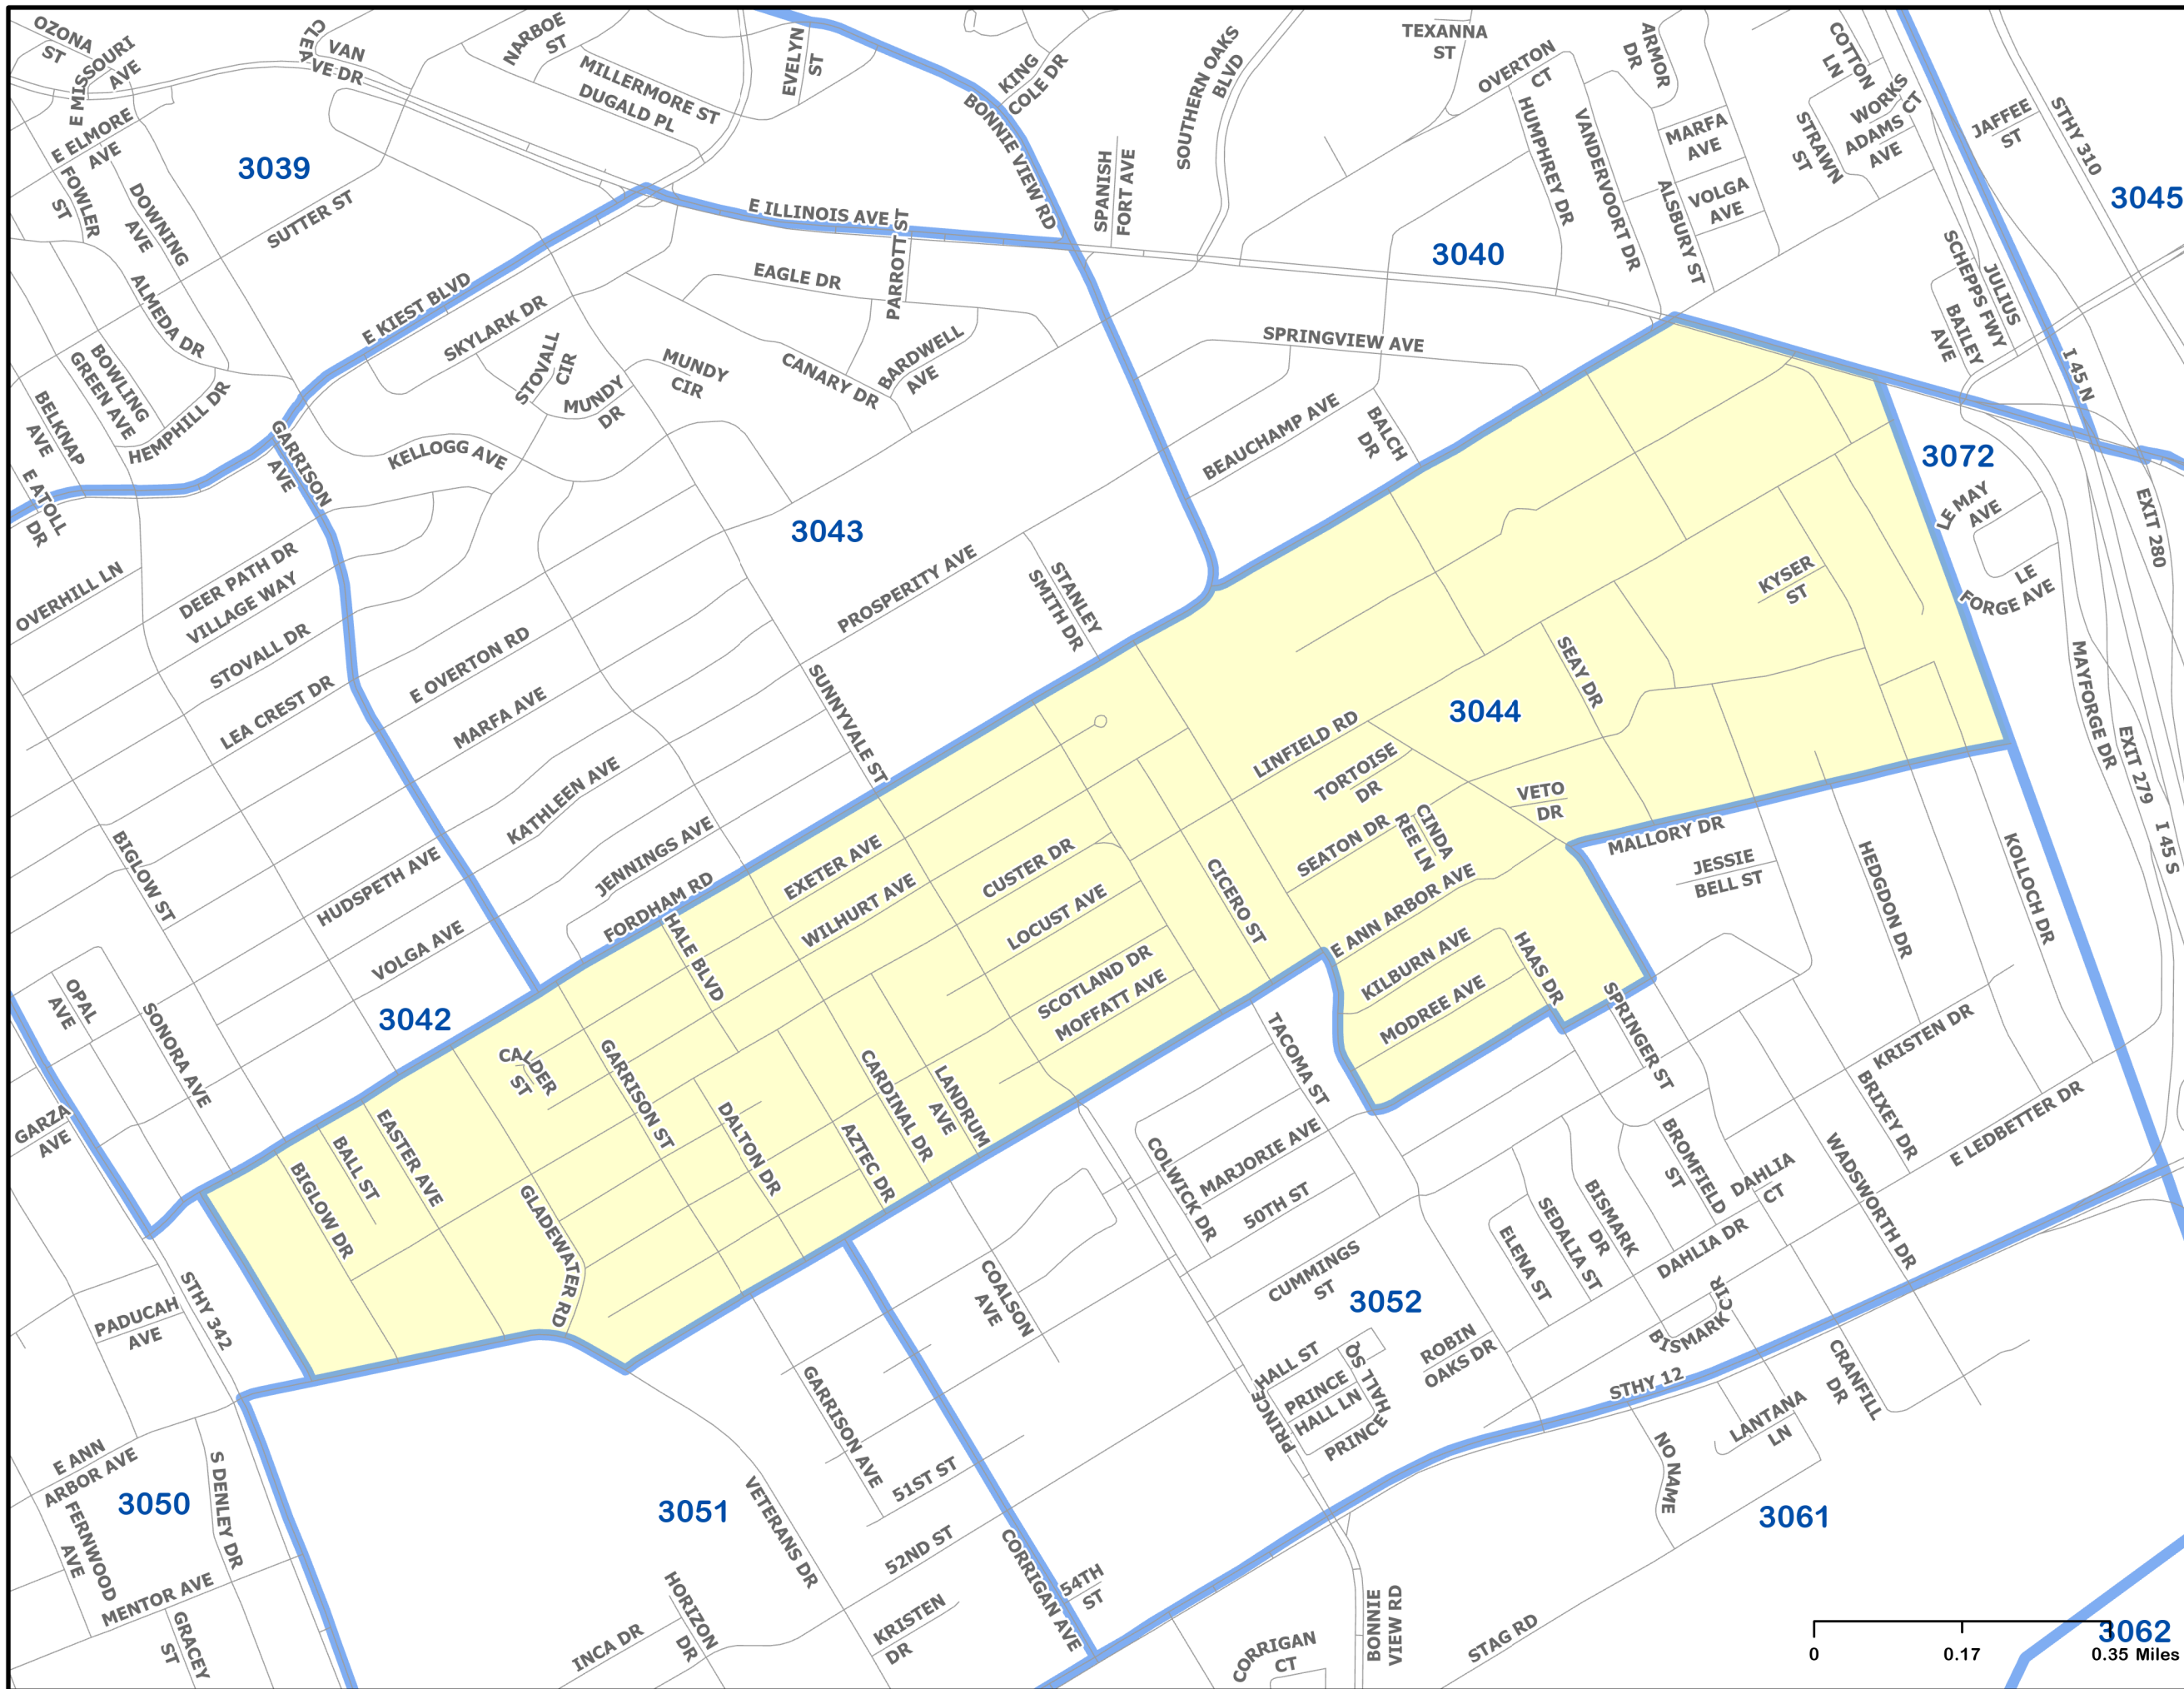 OZONA
ST
E MISSOURI
AVE
CLEA
VAN
VE DR
NARBOE
ST
MILLERMORE ST
DUGALD PL
EVELYN
ST
KING
COLE DR
BONNIE VIEW RD
SOUTHERN OAKS
BLVD
TEXANNA
ST
OVERTON
CT
ARMOR
DR
COTTON
LN
WORKS
CT
ADAMS
AVE
STRAWN
ST
JAFFEE
ST
STHY 310
3045
E ELMORE
AVE
FOWLER
ST
DOWNING
AVE
3039
SUTTER ST
SPANISH
FORT AVE
HUMPHREY DR
VANDERVOORT DR
MARFA
AVE
VOLGA
AVE
ALSBURY ST
3040
E ILLINOIS AVE
PARROTT ST
EAGLE DR
E KIEST BLVD
SKYLARK DR
ALMEDA DR
STOVALL
CIR
MUNDY
DR
MUNDY
CIR
CANARY DR
BARDWELL
AVE
SPRINGVIEW AVE
SCHEPPS FWY
JULIUS
BAILEY
AVE
I 45 N
BOWLING
GREEN AVE
BELKNAP
AVE
HEMPHILL DR
GARRISON
AVE
KELLOGG AVE
BEAUCHAMP AVE
BALCH
DR
3072
LE MAY
AVE
EXIT 280
E ATOLL
DR
3043
PROSPERITY AVE
STANLEY
SMITH DR
KYSER
ST
LE
FORGE AVE
OVERHILL LN
DEER PATH DR
VILLAGE WAY
STOVALL DR
LEA CREST DR
E OVERTON RD
MARFA AVE
SUNNYVALE ST
SEAY DR
3044
LINFIELD RD
TORTOISE
DR
MAYFORGE DR
EXIT 279
I 45 S
KATHLEEN AVE
JENNINGS AVE
VETO
DR
CINDA
REE LN
SEATON DR
MALLORY DR
JESSIE
BELL ST
HEDGDON DR
KOLLOCH DR
BIGLOW ST
HUDSPETH AVE
FORDHAM RD
EXETER AVE
WILHURT AVE
CUSTER DR
LOCUST AVE
CICERO ST
E ANN ARBOR AVE
VOLGA AVE
HALE BLVD
SCOTLAND DR
MOFFATT AVE
KILBURN AVE
MODREE AVE
HAAS DR
SPRINGER ST
OPAL
AVE
SONORA AVE
3042
CALDER
ST
GARRISON ST
CARDINAL DR
LANDRUM
AVE
TACOMA ST
KRISTEN DR
BRIXEY DR
GARZA
AVE
BALL ST
EASTER AVE
BIGLOW DR
DALTON DR
AZTEC DR
COLWICK DR
MARJORIE AVE
50TH ST
BROMFIELD
ST
DAHLIA
CT
WADSWORTH DR
E LEDBETTER DR
GLADEWATER RD
SEDALIA ST
BISMARK
DR
ELENA ST
DAHLIA DR
PADUCAH
AVE
STHY 342
COALSON
AVE
CUMMINGS
ST
3052
BISMARK
CIR
GARRISON AVE
HALL ST
PRINCE
PRINCE
HALL LN
PRINCE
HALL SQ
ROBIN
OAKS DR
STHY 12
CRANFILL
DR
LANTANA
LN
E ANN
ARBOR AVE
3050
S DENLEY DR
FERNWOOD
AVE
MENTOR AVE
GRACEY
ST
3051
VETERANS DR
51ST ST
52ND ST
CORRIGAN AVE
54TH
ST
NO NAME
3061
HORIZON
DR
INCA DR
KRISTEN
DR
CORRIGAN
CT
BONNIE
VIEW RD
STAG RD
3062
0
0.17
0.35 Miles